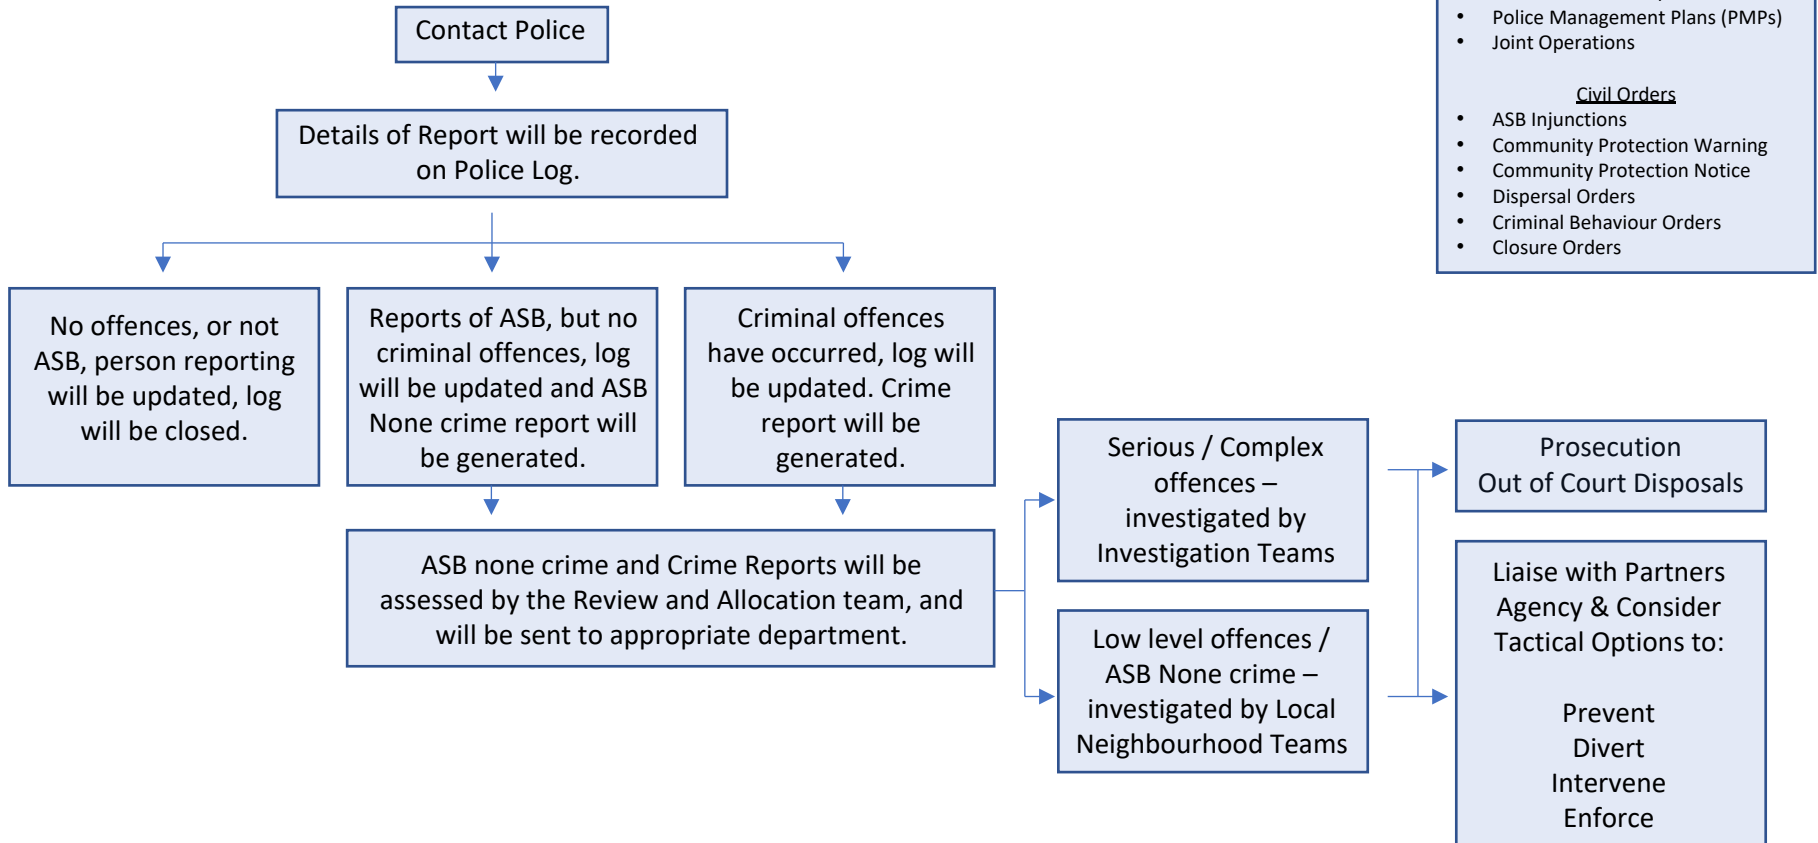 Contact Police
Details of Report will be recorded
on Police Log.
No offences, or not
ASB, person reporting
will be updated, log
will be closed.
Reports of ASB, but no
criminal offences, log
will be updated and ASB
None crime report will
be generated.
Criminal offences
have occurred, log will
be updated. Crime
report will be
generated.
ASB none crime and Crime Reports will be
assessed by the Review and Allocation team, and
will be sent to appropriate department.
Serious / Complex
offences –
investigated by
Investigation Teams
Low level offences /
ASB None crime –
investigated by Local
Neighbourhood Teams
Prosecution
Out of Court Disposals
Liaise with Partners
Agency & Consider
Tactical Options to:
Prevent
Divert
Intervene
Enforce
• Police Management Plans (PMPs)
• Joint Operations
Civil Orders
• ASB Injunctions
• Community Protection Warning
• Community Protection Notice
• Dispersal Orders
• Criminal Behaviour Orders
• Closure Orders